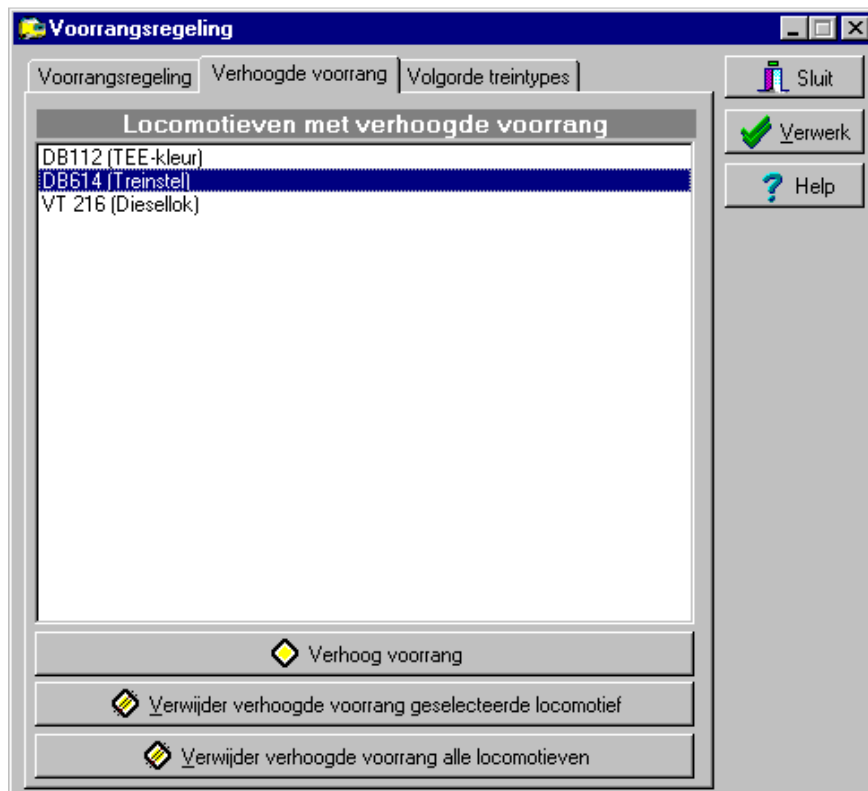 Voorrangsregeling
Voorrangsregeling Verhoogde voorrang Volgorde treintypes
Locomotieven met verhoogde voorrang
DB112 (TEE-kleur)
DB614 (Treinstel)
VT 216 (Diesellok)
Verhoog voorrang
Verwijder verhoogde voorrang geselecteerde locomotief
Verwijder verhoogde voorrang alle locomotieven
Sluit
Verwerk
? Help